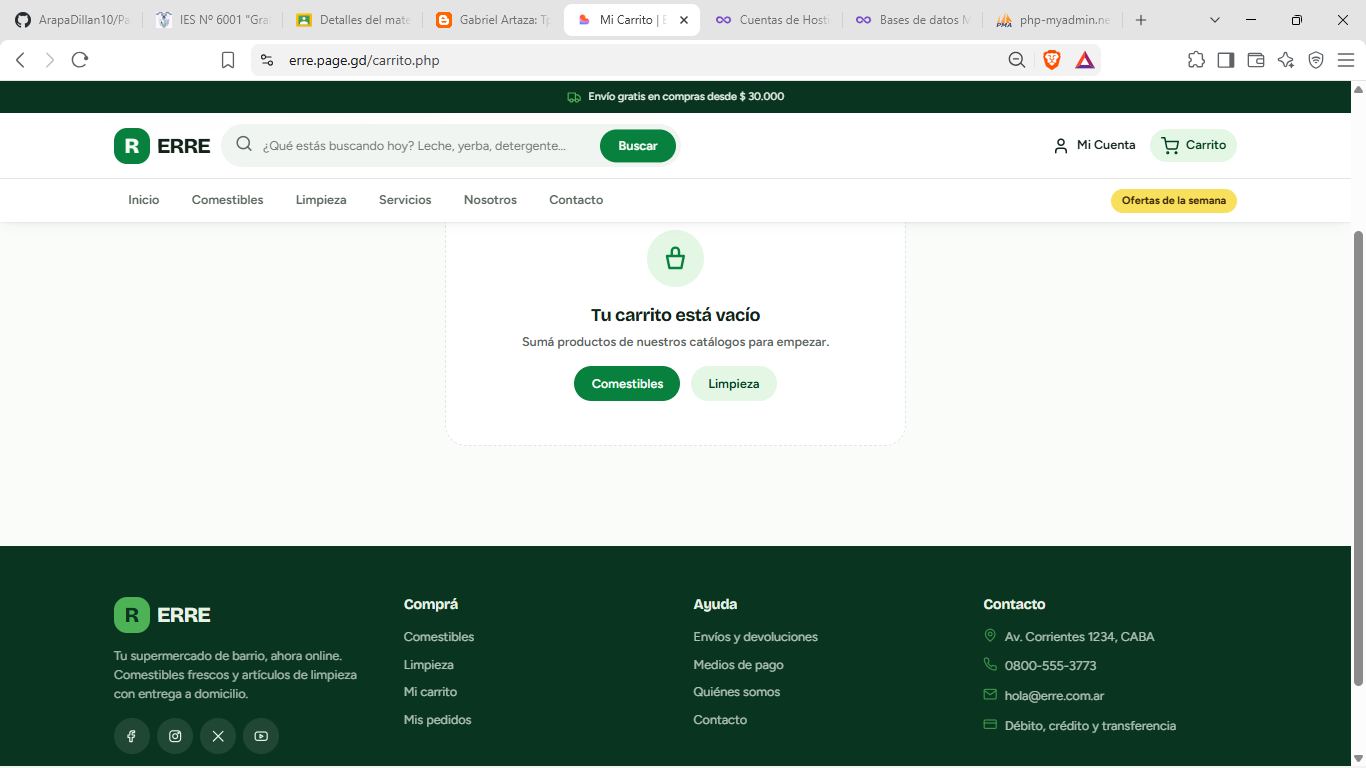 ArapaDillan10/Pa
IES Nº 6001 "Gra
Detalles del mate
Gabriel Artaza: Tp
Mi Carrito | E
Cuentas de Hosti
Bases de datos M
php-myadmin.ne
erre.page.gd/carrito.php
Envío gratis en compras desde $ 30.000
R ERRE
¿Qué estás buscando hoy? Leche, yerba, detergente...
Buscar
Mi Cuenta
Carrito
Inicio
Comestibles
Limpieza
Servicios
Nosotros
Contacto
Ofertas de la semana
Tu carrito está vacío
Sumá productos de nuestros catálogos para empezar.
Comestibles
Limpieza
R ERRE
Tu supermercado de barrio, ahora online.
Comestibles frescos y artículos de limpieza
con entrega a domicilio.
Comprá
Comestibles
Limpieza
Mi carrito
Mis pedidos
Ayuda
Envíos y devoluciones
Medios de pago
Quiénes somos
Contacto
Contacto
Av. Corrientes 1234, CABA
0800-555-3773
hola@erre.com.ar
Débito, crédito y transferencia